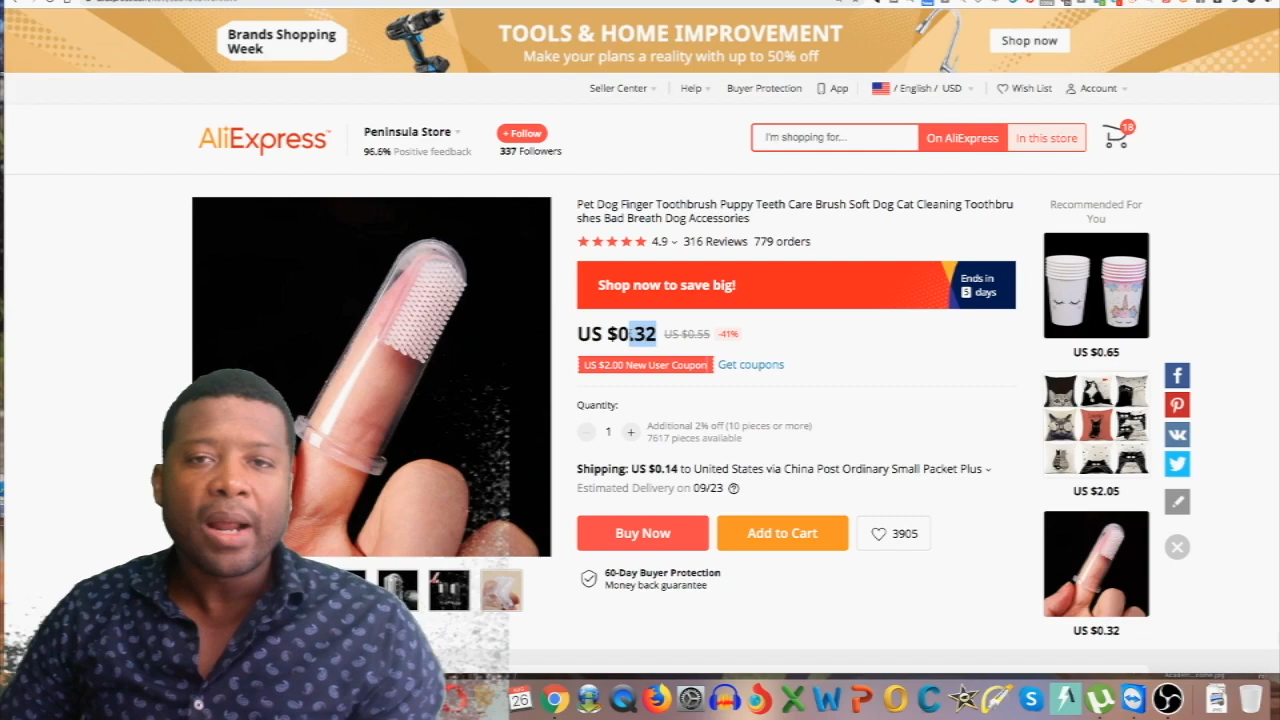 Brands Shopping
Week
TOOLS & HOME IMPROVEMENT
Make your plans a reality with up to 50% off
Shop now
Seller Center
Help
Buyer Protection
App
/ English / USD
Wish List
Account
AliExpress™
Peninsula Store
96.6% Positive feedback
+ Follow
337 Followers
I'm shopping for...
On AliExpress
In this store
18
Pet Dog Finger Toothbrush Puppy Teeth Care Brush Soft Dog Cat Cleaning Toothbru
shes Bad Breath Dog Accessories
4.9
316 Reviews 779 orders
Shop now to save big!
Ends in
5 days
US $0.32
US $0.55
-41%
US $2.00 New User Coupon
Get coupons
Quantity:
1
Additional 2% off (10 pieces or more)
7617 pieces available
Shipping: US $0.14 to United States via China Post Ordinary Small Packet Plus
Estimated Delivery on 09/23
Buy Now
Add to Cart
3905
60-Day Buyer Protection
Money back guarantee
Recommended For
You
US $0.65
US $2.05
US $0.32
26